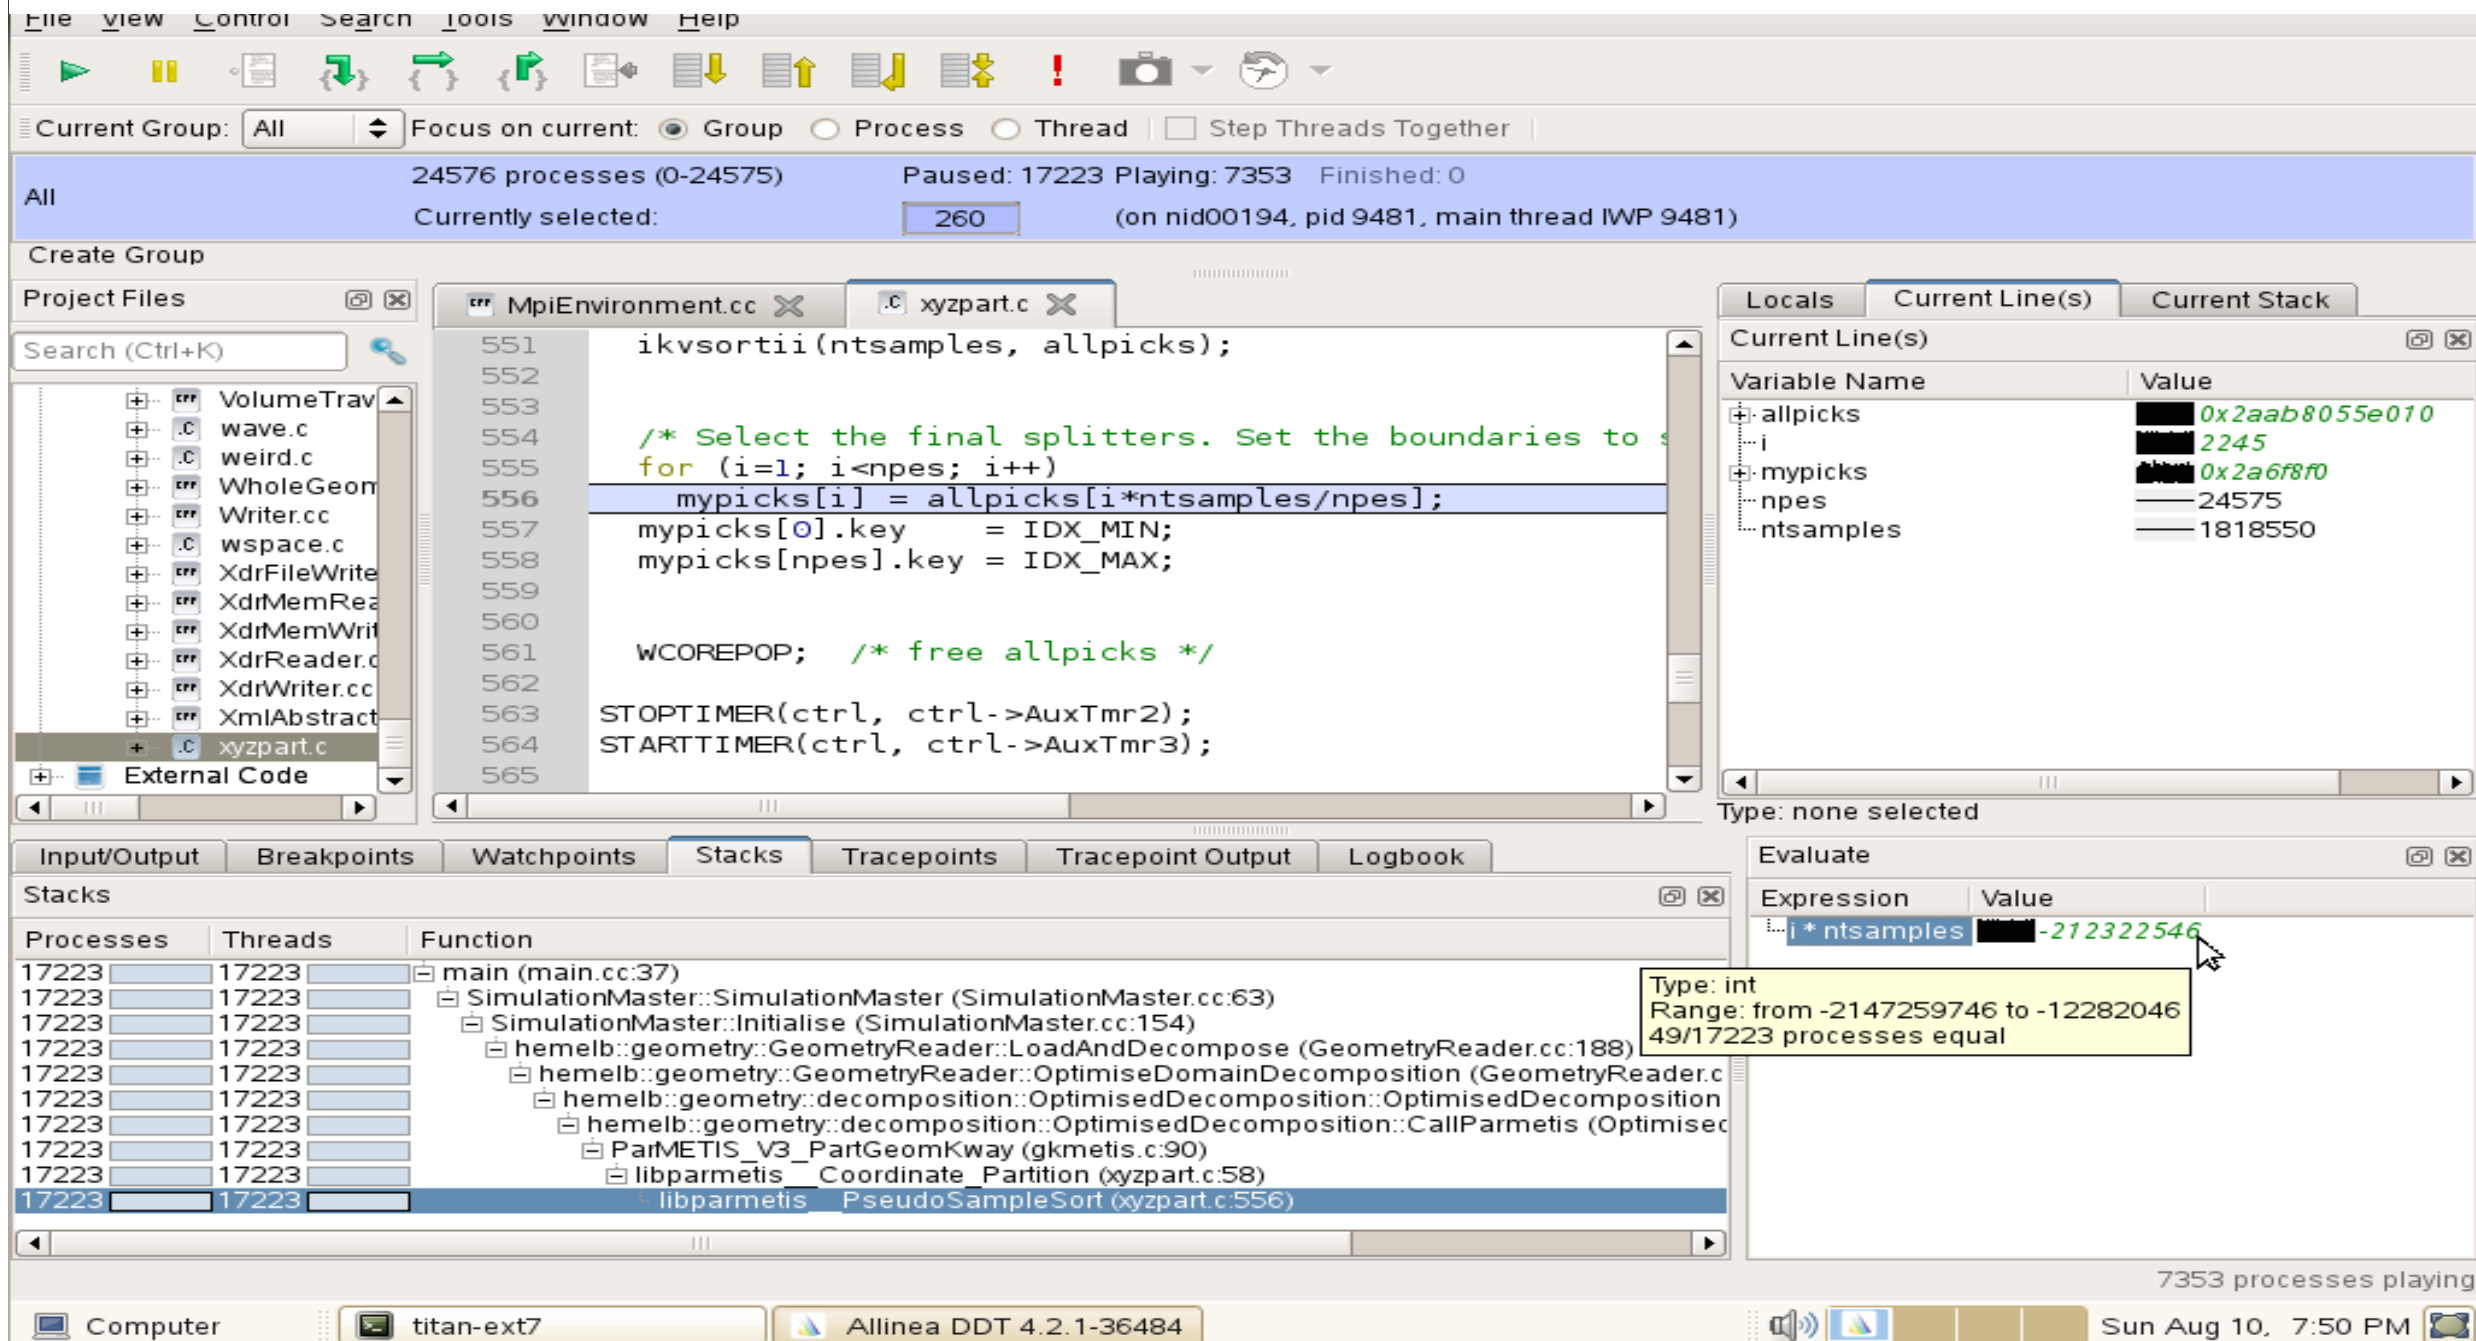 File View Control Search Tools Window Help
Current Group: All Focus on current: Group Process Thread Step Threads Together
All
24576 processes (0-24575) Paused: 17223 Playing: 7353 Finished: 0
Currently selected: 260 (on nid00194, pid 9481, main thread lWP 9481)
Create Group
Project Files
Search (Ctrl+K)
VolumeTrav
wave.c
weird.c
WholeGeom
Writer.cc
wspace.c
XdrFileWrite
XdrMemRea
XdrMemWrit
XdrReader.c
XdrWriter.cc
XmlAbstract
xyzpart.c
External Code
MpiEnvironment.cc xyzpart.c
551 ikvsortii(ntsamples, allpicks);
552
553
554 /* Select the final splitters. Set the boundaries to s
555 for (i=1; i<npes; i++)
556 mypicks[i] = allpicks[i*ntsamples/npes];
557 mypicks[0].key = IDX_MIN;
558 mypicks[npes].key = IDX_MAX;
559
560
561 WCOREPOP; /* free allpicks */
562
563 STOPTIMER(ctrl, ctrl->AuxTmr2);
564 STARTTIMER(ctrl, ctrl->AuxTmr3);
565
Locals Current Line(s) Current Stack
Current Line(s)
Variable Name Value
allpicks 0x2aab8055e010
i 2245
mypicks 0x2a6f8f0
npes 24575
ntsamples 1818550
Type: none selected
Input/Output Breakpoints Watchpoints Stacks Tracepoints Tracepoint Output Logbook
Stacks
Processes Threads Function
17223 17223 main (main.cc:37)
17223 17223 SimulationMaster::SimulationMaster (SimulationMaster.cc:63)
17223 17223 SimulationMaster::Initialise (SimulationMaster.cc:154)
17223 17223 hemelb::geometry::GeometryReader::LoadAndDecompose (GeometryReader.cc:188)
17223 17223 hemelb::geometry::GeometryReader::OptimiseDomainDecomposition (GeometryReader.c
17223 17223 hemelb::geometry::decomposition::OptimisedDecomposition::OptimisedDecomposition
17223 17223 hemelb::geometry::decomposition::OptimisedDecomposition::CallParmetis (Optimised
17223 17223 ParMETIS_V3_PartGeomKway (gkmetis.c:90)
17223 17223 libparmetis__Coordinate_Partition (xyzpart.c:58)
17223 17223 libparmetis__PseudoSampleSort (xyzpart.c:556)
Evaluate
Expression Value
i * ntsamples -212322546
Type: int
Range: from -2147259746 to -12282046
49/17223 processes equal
7353 processes playing
Computer titan-ext7 Allinea DDT 4.2.1-36484 Sun Aug 10, 7:50 PM